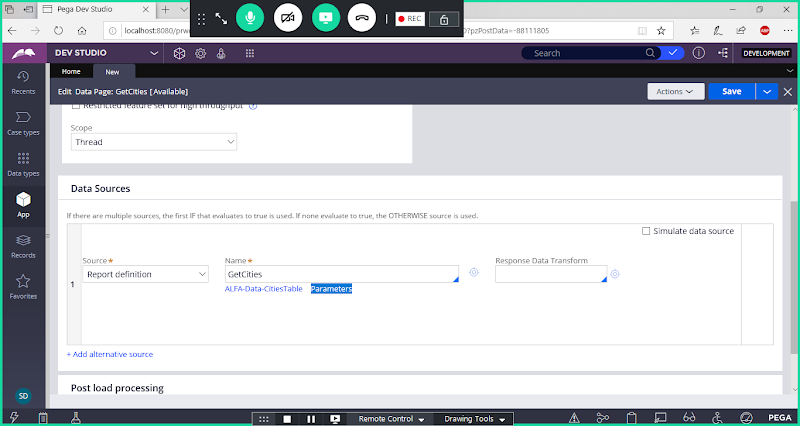 Pega Dev Studio
localhost:8080/prw
REC
0?pzPostData=-88111805
ABP
DEV STUDIO
Search
DEVELOPMENT
Home
New
Edit Data Page: GetCities [Available]
Actions
Save
Recents
Case types
Data types
App
Records
Favorites
SD
Restricted feature set for high throughput
Scope
Thread
Data Sources
If there are multiple sources, the first IF that evaluates to true is used. If none evaluate to true, the OTHERWISE source is used.
Simulate data source
Source★ Name★ Response Data Transform
1 Report definition GetCities
ALFA-Data-CitiesTable Parameters
+ Add alternative source
Post load processing
Remote Control Drawing Tools
PEGA